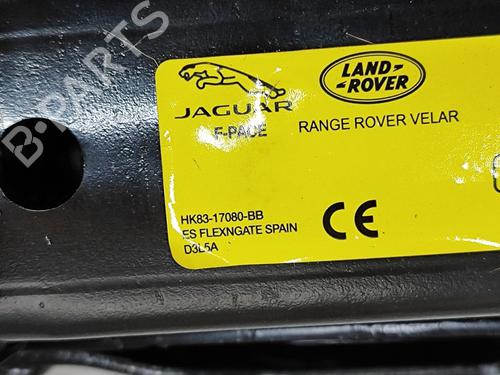 B-PARTS
JAGUAR
F-PACE
LAND-
-ROVER
RANGE ROVER VELAR
HK83-17080-BB
ES FLEXNGATE SPAIN
D3L5A
CE